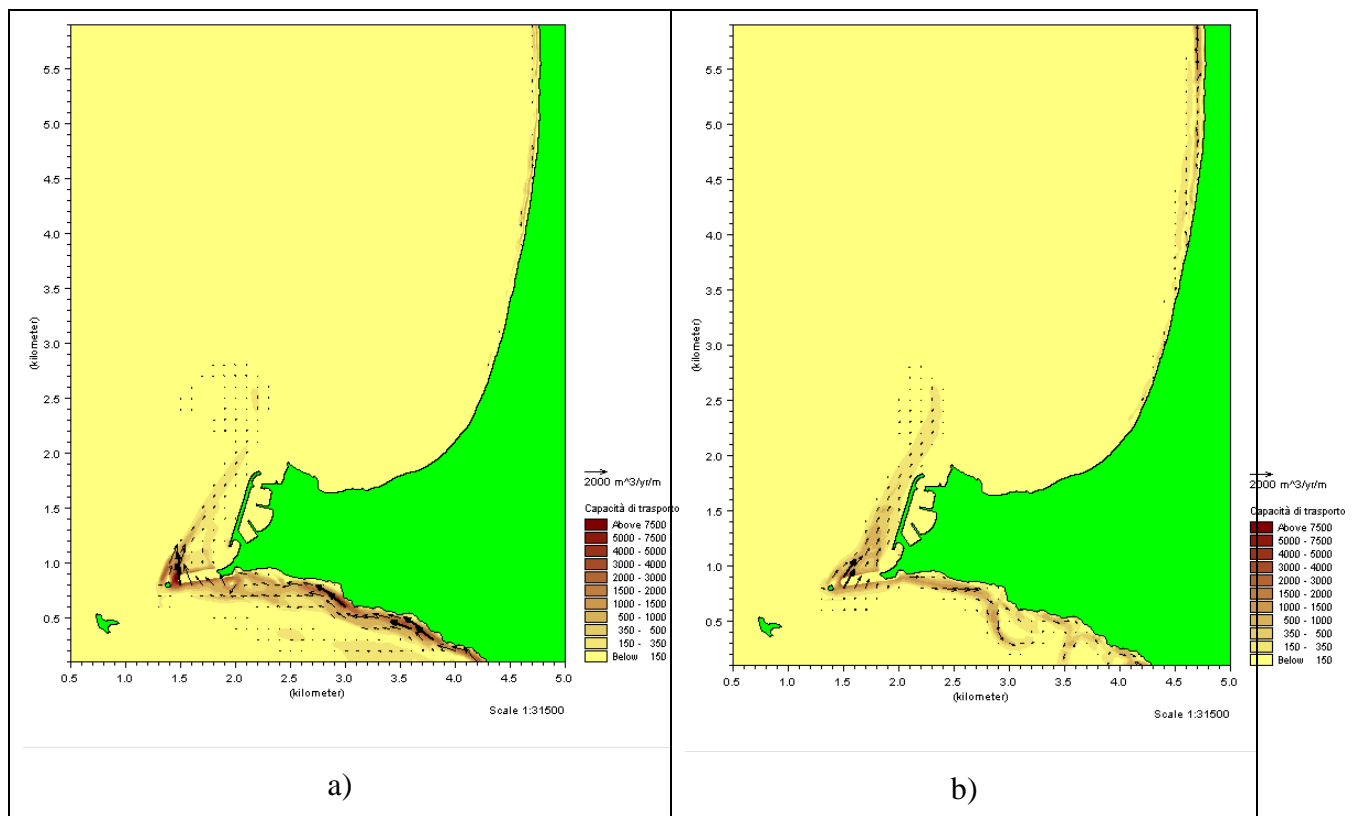 5.5
5.0
4.5
4.0
3.5
3.0
2.5
2.0
1.5
1.0
0.5
(kilometer)
0.5 1.0 1.5 2.0 2.5 3.0 3.5 4.0 4.5 5.0
(kilometer)
Scale 1:31500
2000 m^3/yr/m
Capacità di trasporto
Above 7500
5000 - 7500
4000 - 5000
3000 - 4000
2000 - 3000
1500 - 2000
1000 - 1500
500 - 1000
350 - 500
150 - 350
Below 150
a)
5.5
5.0
4.5
4.0
3.5
3.0
2.5
2.0
1.5
1.0
0.5
(kilometer)
0.5 1.0 1.5 2.0 2.5 3.0 3.5 4.0 4.5 5.0
(kilometer)
Scale 1:31500
2000 m^3/yr/m
Capacità di trasporto
Above 7500
5000 - 7500
4000 - 5000
3000 - 4000
2000 - 3000
1500 - 2000
1000 - 1500
500 - 1000
350 - 500
150 - 350
Below 150
b)